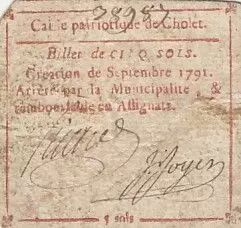 28987
Caisse patriotique de Cholet.
Billet de CINQ SOLS.
Création de Septembre 1791.
Arrêté par la Municipalité, &
remboursable en Assignats.
5 sols